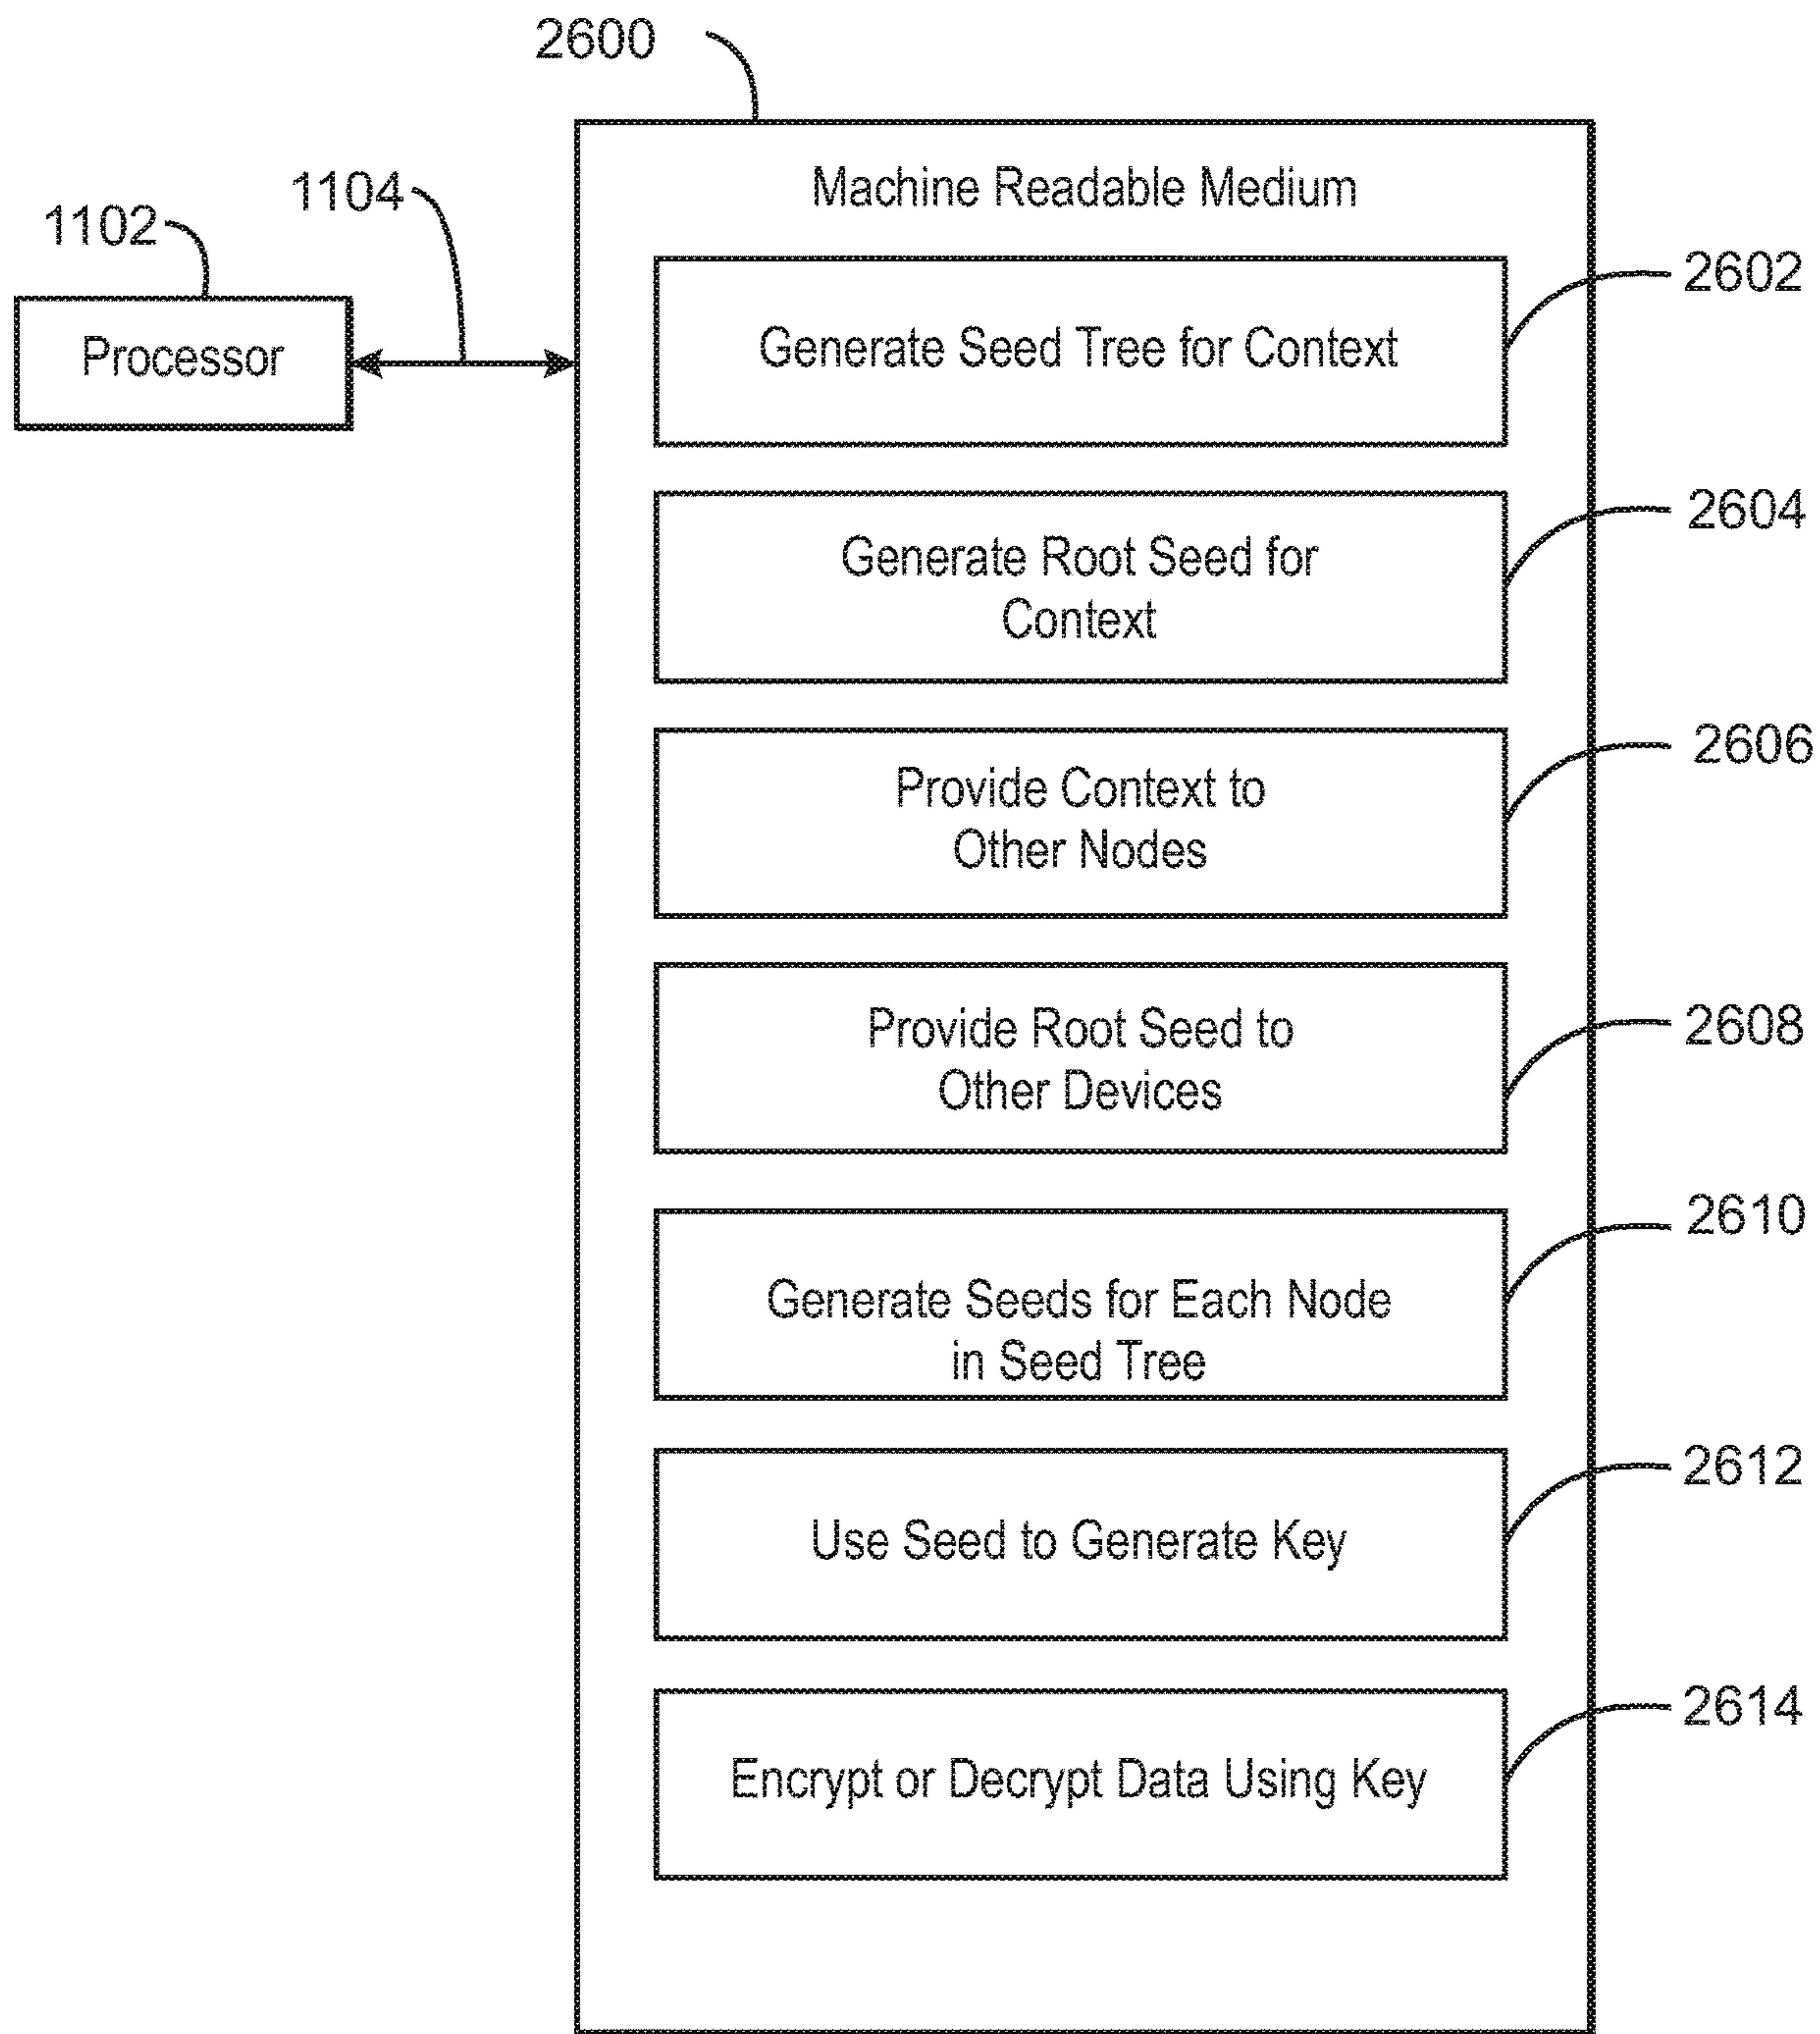 2600
Machine Readable Medium
1104
1102
Processor
2602
Generate Seed Tree for Context
2604
Generate Root Seed for
Context
2606
Provide Context to
Other Nodes
2608
Provide Root Seed to
Other Devices
2610
Generate Seeds for Each Node
in Seed Tree
2612
Use Seed to Generate Key
2614
Encrypt or Decrypt Data Using Key